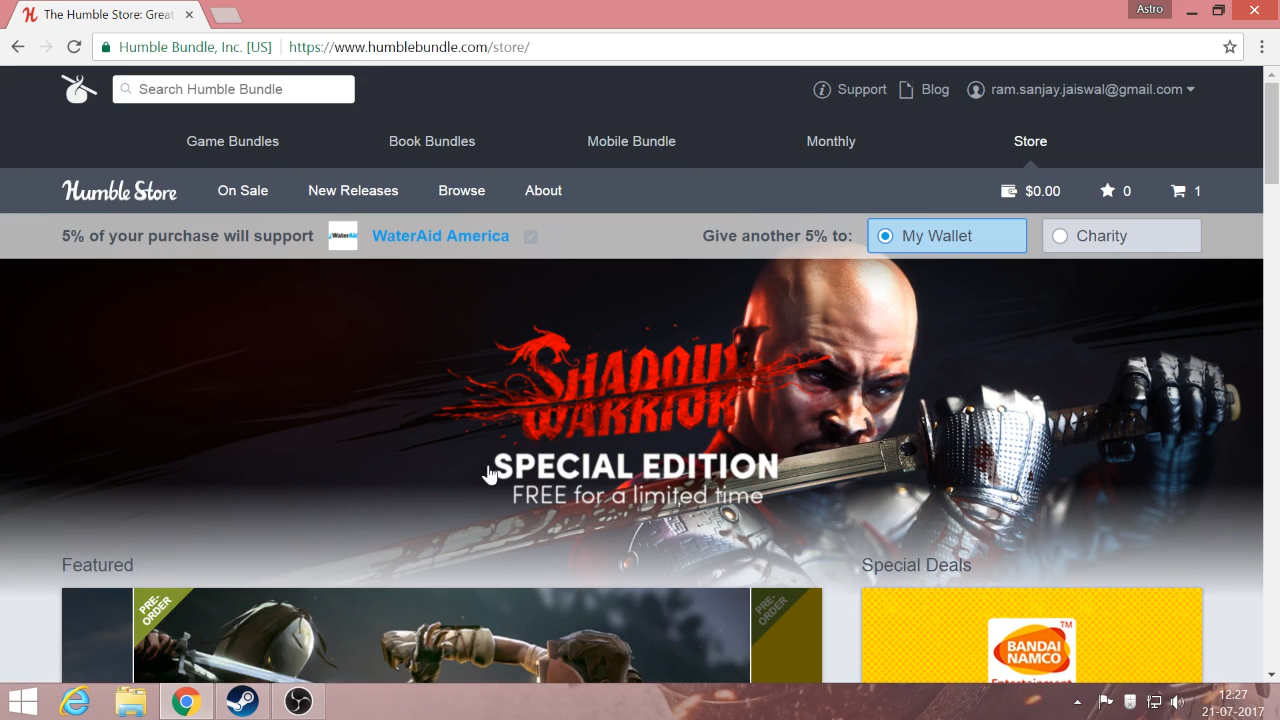 The Humble Store: Great
Astro
Humble Bundle, Inc. [US]
https://www.humblebundle.com/store/
Search Humble Bundle
Support
Blog
ram.sanjay.jaiswal@gmail.com
Game Bundles
Book Bundles
Mobile Bundle
Monthly
Store
Humble Store
On Sale
New Releases
Browse
About
$0.00
0
1
5% of your purchase will support
WaterAid
WaterAid America
Give another 5% to:
My Wallet
Charity
SHADOW
WARRIOR
SPECIAL EDITION
FREE for a limited time
Featured
Special Deals
PRE-
ORDER
PRE-
ORDER
BANDAI
NAMCO
TM
Entertainment
12:27
21-07-2017